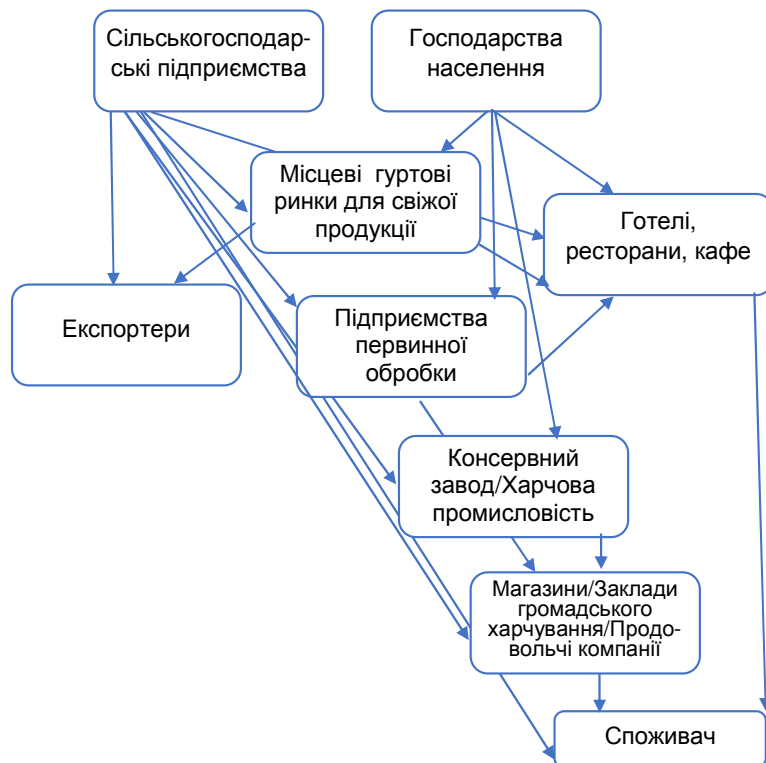 Сільськогосподар-
ські підприємства
Господарства
населення
Місцеві гуртові
ринки для свіжої
продукції
Готелі,
ресторани, кафе
Експортери
Підприємства
первинної
обробки
Консервний
завод/Харчова
промисловість
Магазини/Заклади
громадського
харчування/Продо-
вольчі компанії
Споживач